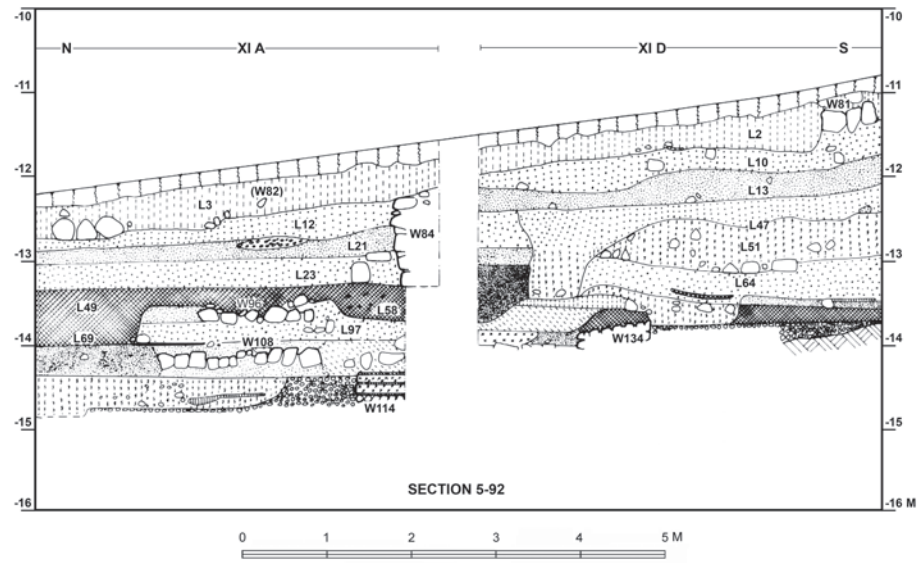 -10 -10
N XI A XI D S
-11 -11
W81
L2
-12 L10 -12
(W82)
L3 L13
L12 L47
W84
L21 L51
-13 -13
L23 L64
W96
L49 L58
L97
-14 L69 W108 W134 -14
W114
-15 -15
SECTION 5-92
-16 -16 M
0 1 2 3 4 5 M